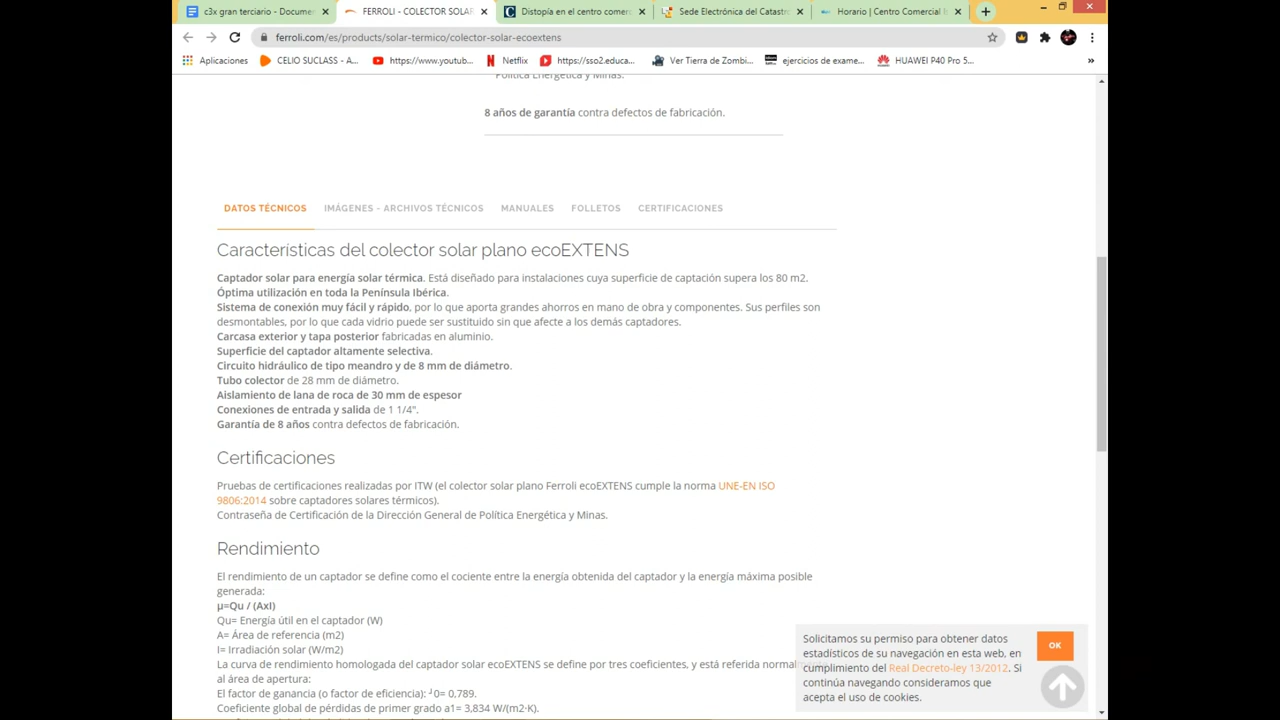 c3x gran terciario - Documen
FERROLI - COLECTOR SOLAR
Distopía en el centro comerc
Sede Electrónica del Catastro
Horario | Centro Comercial Is
ferroli.com/es/products/solar-termico/colector-solar-ecoextens
Aplicaciones
CELIO SUCLASS - A...
https://www.youtub...
Netflix
https://sso2.educa...
Ver Tierra de Zombi...
ejercicios de exame...
HUAWEI P40 Pro 5...
»
Política Energética y Minas.
8 años de garantía contra defectos de fabricación.
DATOS TÉCNICOS
IMÁGENES - ARCHIVOS TÉCNICOS
MANUALES
FOLLETOS
CERTIFICACIONES
Características del colector solar plano ecoEXTENS
Captador solar para energía solar térmica. Está diseñado para instalaciones cuya superficie de captación supera los 80 m2.
Óptima utilización en toda la Península Ibérica.
Sistema de conexión muy fácil y rápido, por lo que aporta grandes ahorros en mano de obra y componentes. Sus perfiles son
desmontables, por lo que cada vidrio puede ser sustituido sin que afecte a los demás captadores.
Carcasa exterior y tapa posterior fabricadas en aluminio.
Superficie del captador altamente selectiva.
Circuito hidráulico de tipo meandro y de 8 mm de diámetro.
Tubo colector de 28 mm de diámetro.
Aislamiento de lana de roca de 30 mm de espesor
Conexiones de entrada y salida de 1 1/4".
Garantía de 8 años contra defectos de fabricación.
Certificaciones
Pruebas de certificaciones realizadas por ITW (el colector solar plano Ferroli ecoEXTENS cumple la norma UNE-EN ISO
9806:2014 sobre captadores solares térmicos).
Contraseña de Certificación de la Dirección General de Política Energética y Minas.
Rendimiento
El rendimiento de un captador se define como el cociente entre la energía obtenida del captador y la energía máxima posible
generada:
µ=Qu / (AxI)
Qu= Energía útil en el captador (W)
A= Área de referencia (m2)
I= Irradiación solar (W/m2)
La curva de rendimiento homologada del captador solar ecoEXTENS se define por tres coeficientes, y está referida normal
al área de apertura:
El factor de ganancia (o factor de eficiencia): ┘0= 0,789.
Coeficiente global de pérdidas de primer grado a1= 3,834 W/(m2·K).
Solicitamos su permiso para obtener datos
estadísticos de su navegación en esta web, en
cumplimiento del Real Decreto-ley 13/2012. Si
continúa navegando consideramos que
acepta el uso de cookies.
OK